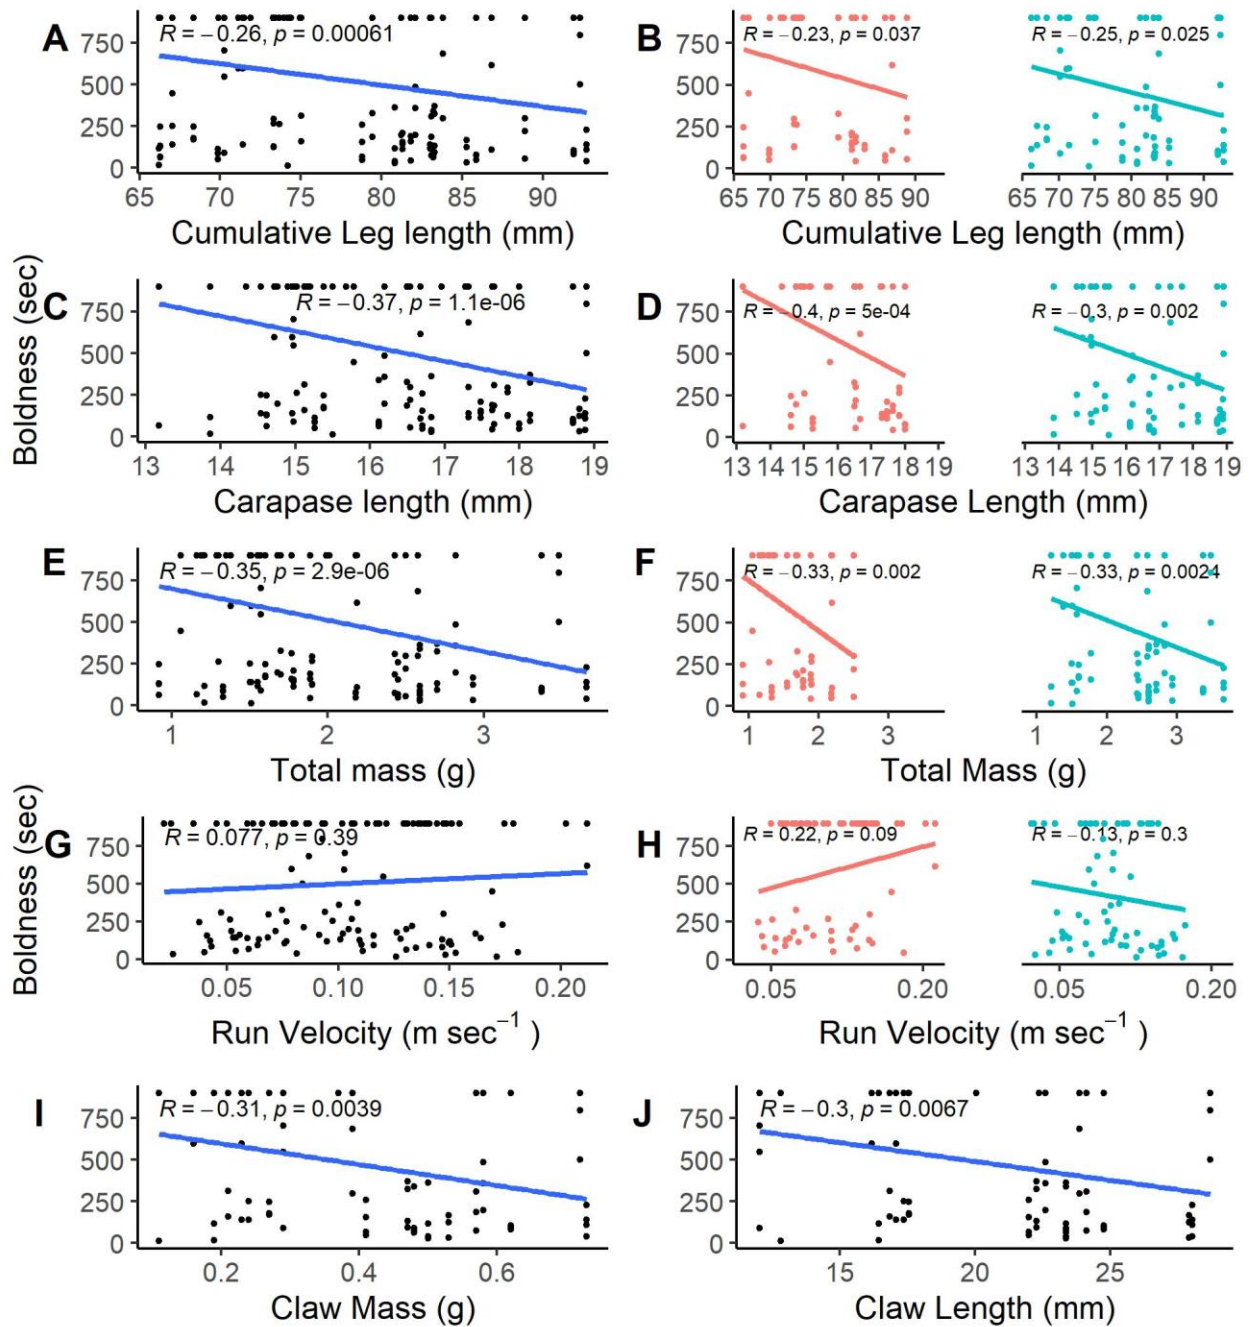 A
R = −0.26, p = 0.00061
750
500
250
0
65 70 75 80 85 90
Cumulative Leg length (mm)
B
R = −0.23, p = 0.037
R = −0.25, p = 0.025
750
500
250
0
65 70 75 80 85 90
65 70 75 80 85 90
Cumulative Leg length (mm)
Boldness (sec)
C
R = −0.37, p = 1.1e-06
750
500
250
0
13 14 15 16 17 18 19
Carapase length (mm)
D
R = −0.4, p = 5e-04
R = −0.3, p = 0.002
750
500
250
0
13 14 15 16 17 18 19
13 14 15 16 17 18 19
Carapase Length (mm)
E
R = −0.35, p = 2.9e-06
750
500
250
0
1 2 3
Total mass (g)
F
R = −0.33, p = 0.002
R = −0.33, p = 0.0024
750
500
250
0
1 2 3
1 2 3
Total Mass (g)
Boldness (sec)
G
R = 0.077, p = 0.39
750
500
250
0
0.05 0.10 0.15 0.20
Run Velocity (m sec⁻¹ )
H
R = 0.22, p = 0.09
R = −0.13, p = 0.3
750
500
250
0
0.05 0.20
0.05 0.20
Run Velocity (m sec⁻¹ )
I
R = −0.31, p = 0.0039
750
500
250
0
0.2 0.4 0.6
Claw Mass (g)
J
R = −0.3, p = 0.0067
750
500
250
0
15 20 25
Claw Length (mm)